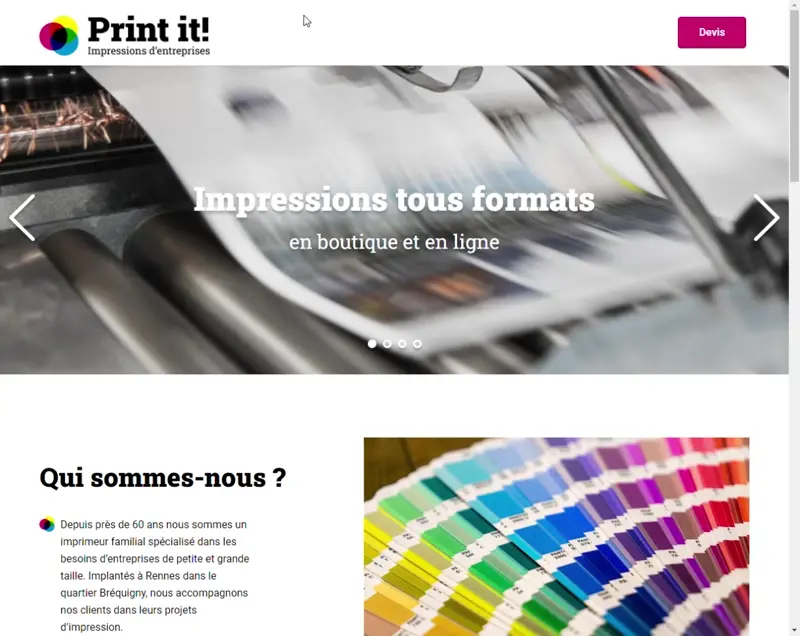 Print it!
Impressions d'entreprises
Devis
Impressions tous formats
en boutique et en ligne
Qui sommes-nous ?
Depuis près de 60 ans nous sommes un
imprimeur familial spécialisé dans les
besoins d'entreprises de petite et grande
taille. Implantés à Rennes dans le
quartier Bréquigny, nous accompagnons
nos clients dans leurs projets
d'impression.